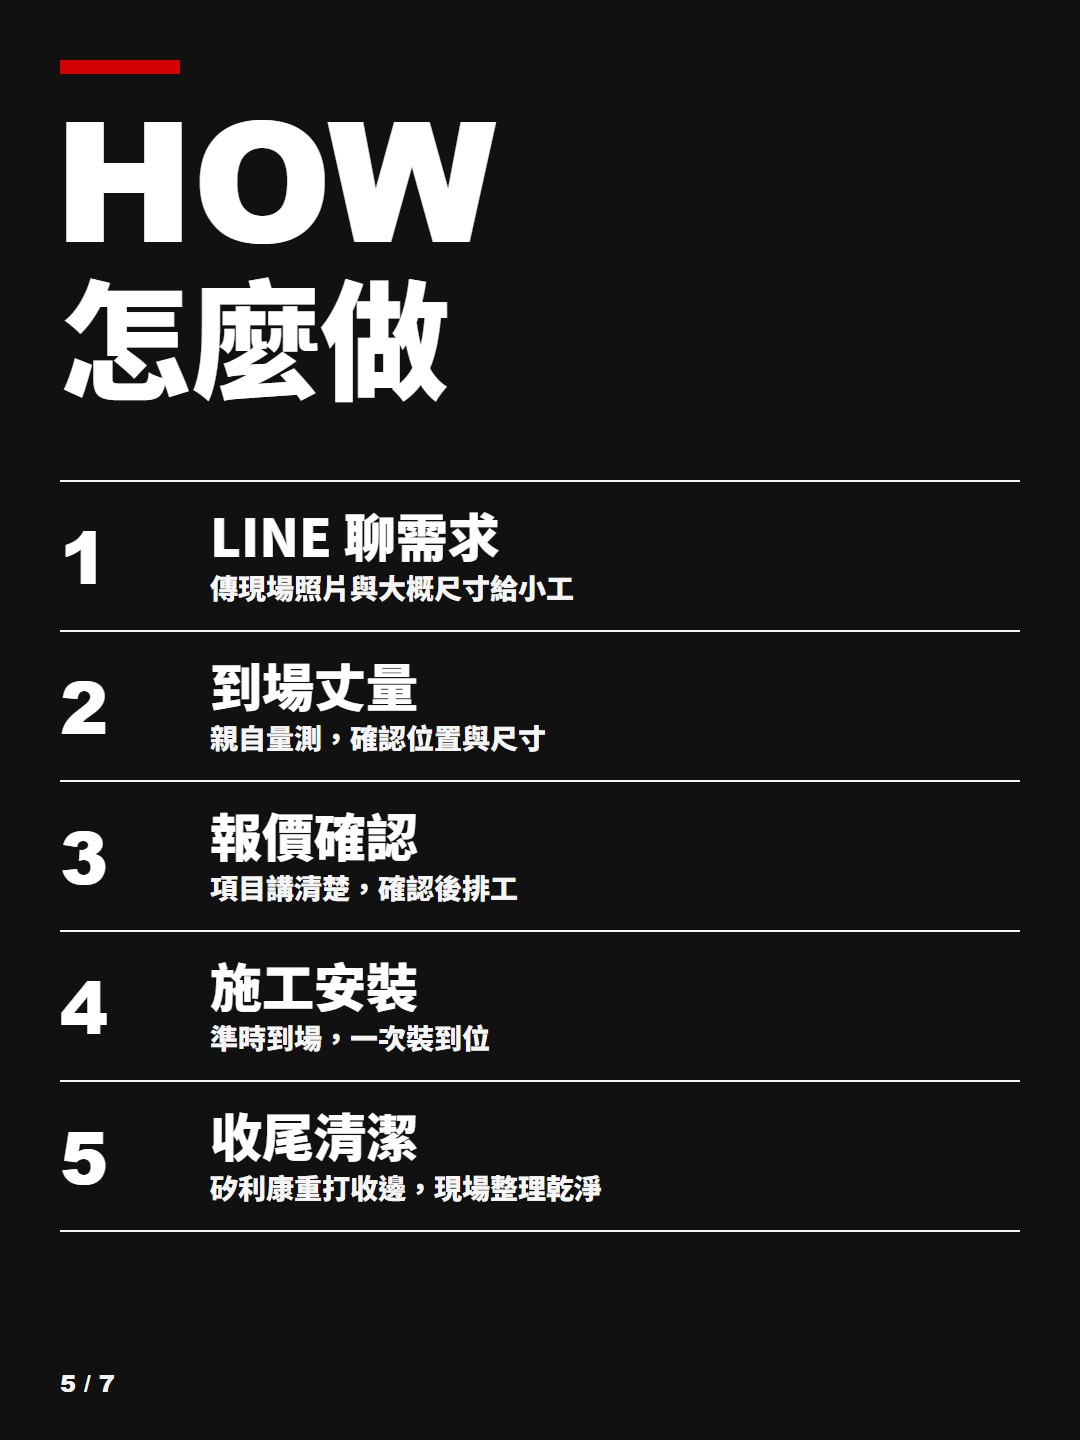 HOW
怎麼做
1
LINE 聊需求
傳現場照片與大概尺寸給小工
2
到場丈量
親自量測，確認位置與尺寸
3
報價確認
項目講清楚，確認後排工
4
施工安裝
準時到場，一次裝到位
5
收尾清潔
矽利康重打收邊，現場整理乾淨
5 / 7